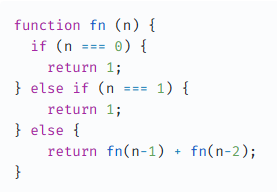 function fn (n) {
  if (n === 0) {
    return 1;
} else if (n === 1) {
    return 1;
} else {
    return fn(n-1) + fn(n-2);
}